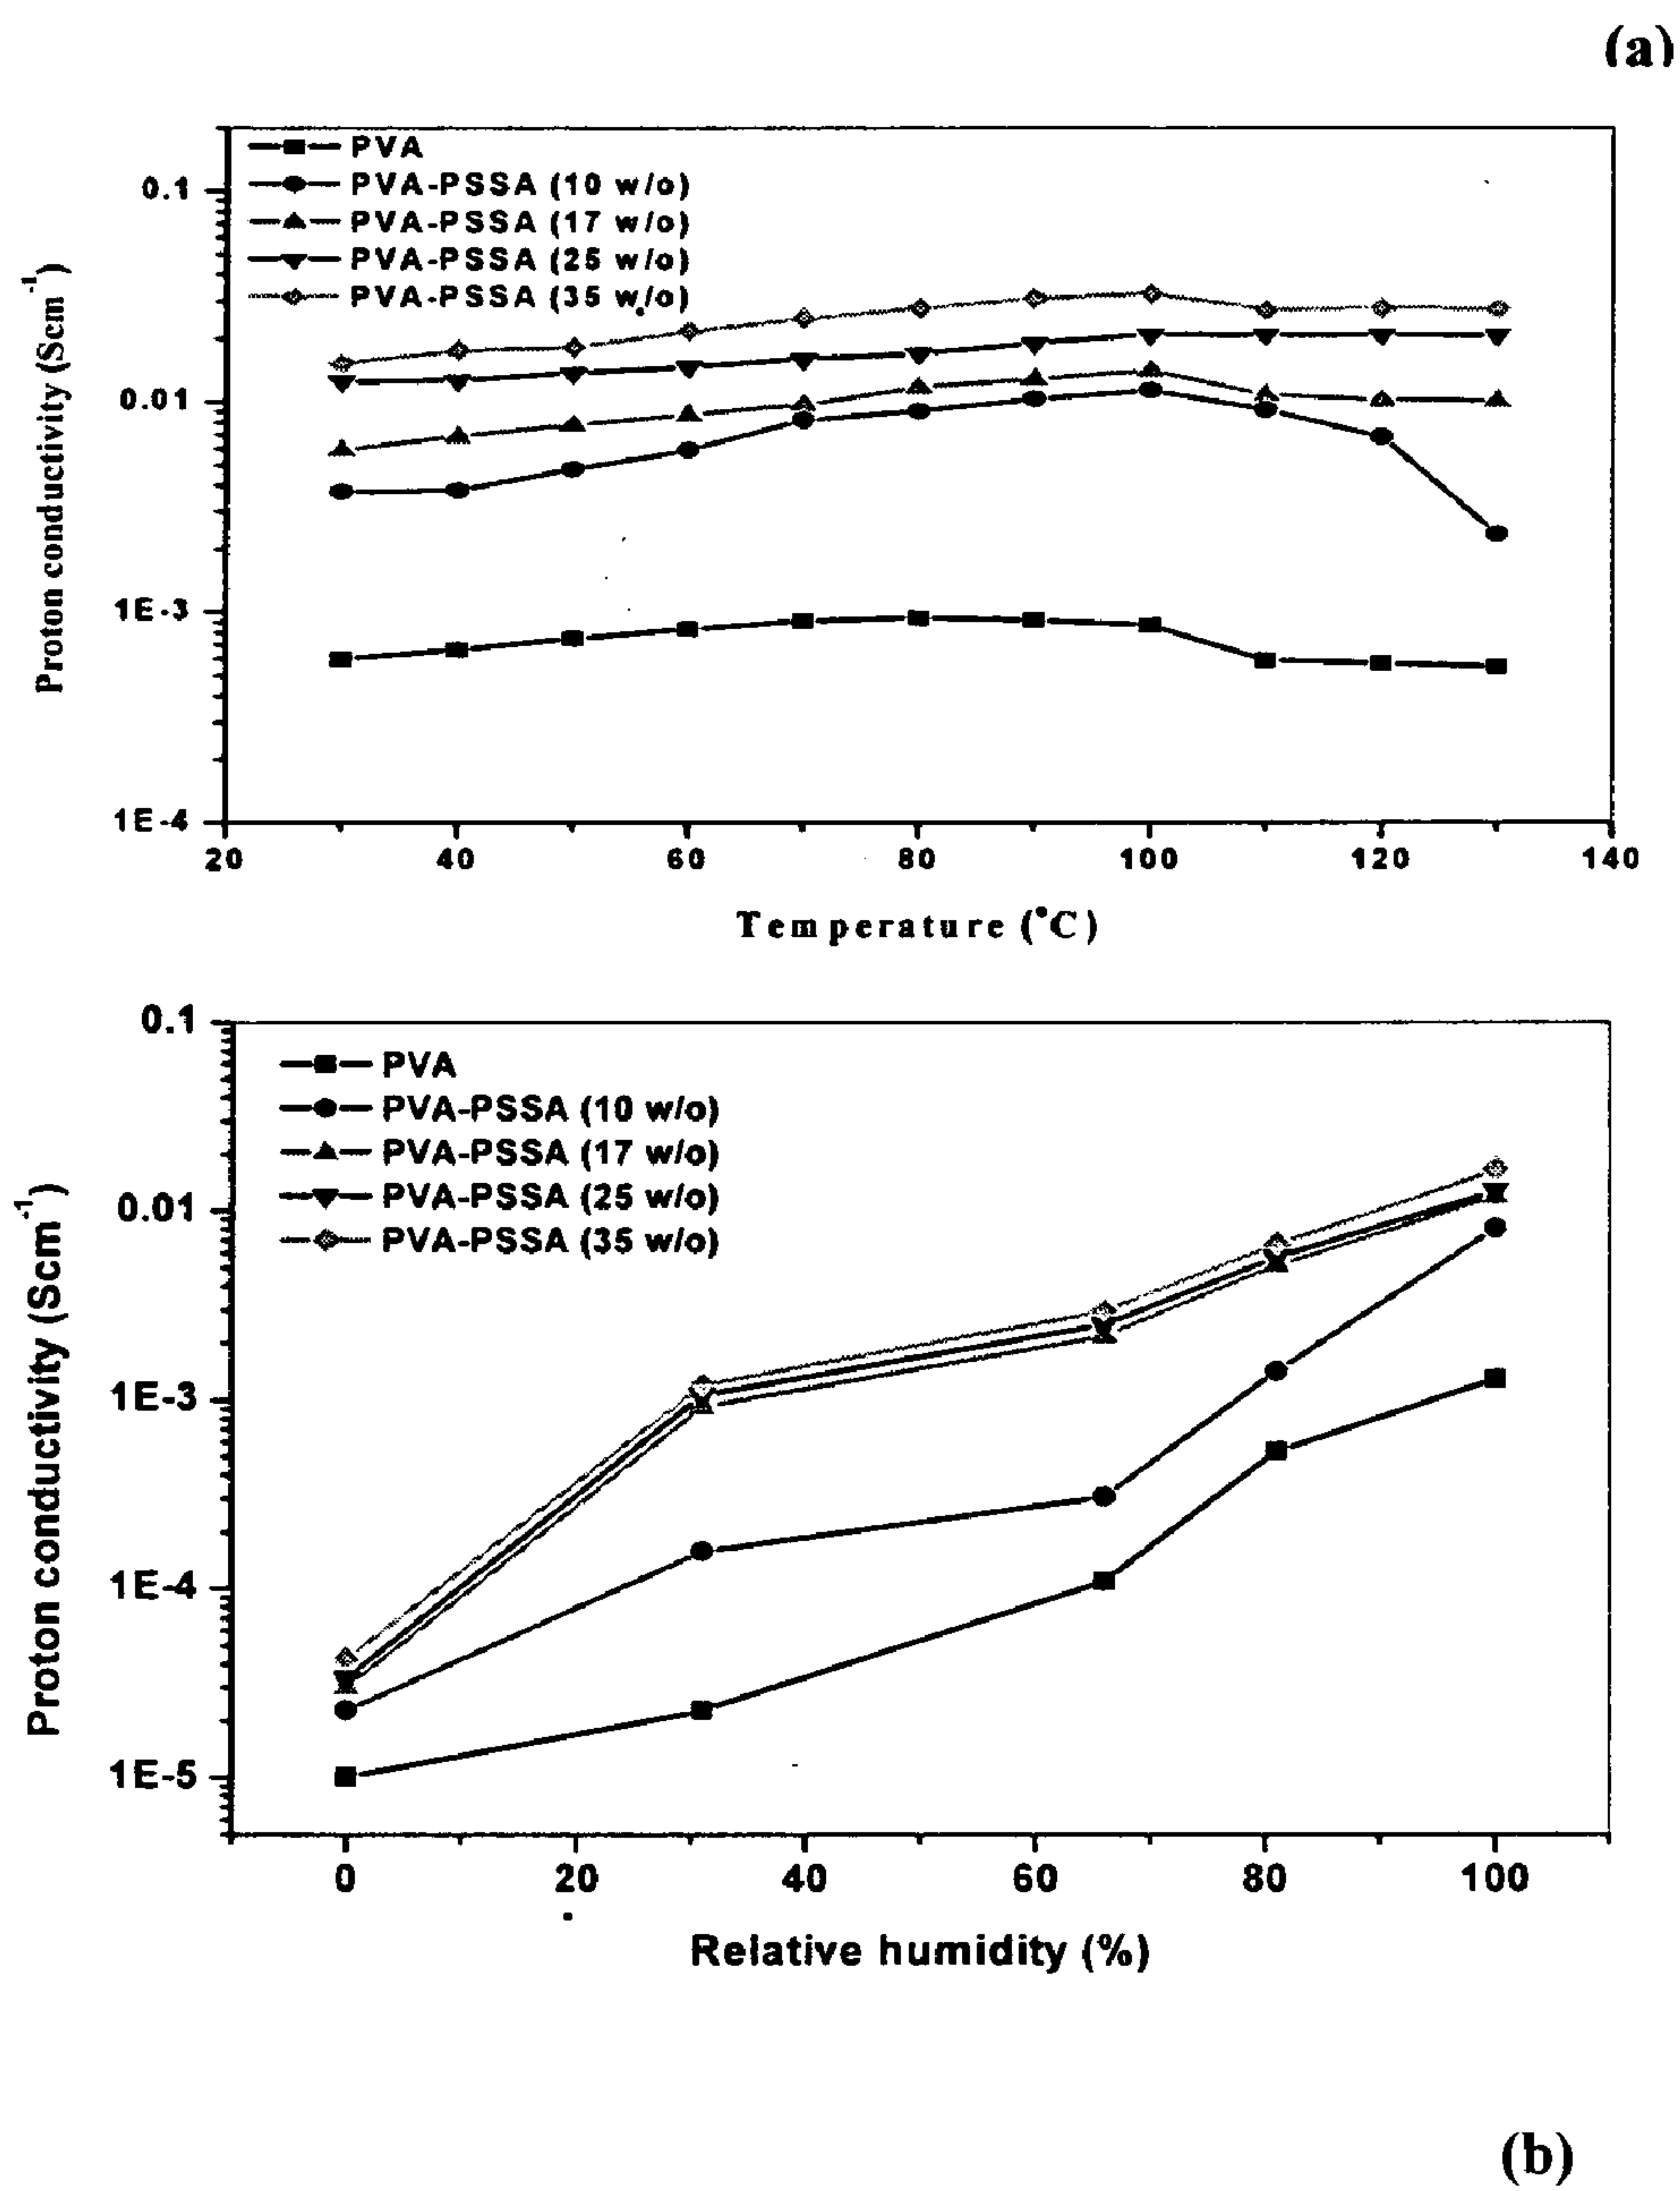 (a)
PVA
PVA-PSSA (10 w/o)
PVA-PSSA (17 w/o)
PVA-PSSA (25 w/o)
PVA-PSSA (35 w/o)
0.1
0.01
1E-3
1E-4
Proton conductivity (Scm-1)
20 40 60 80 100 120 140
Temperature (°C)
0.1
0.01
1E-3
1E-4
1E-5
PVA
PVA-PSSA (10 w/o)
PVA-PSSA (17 w/o)
PVA-PSSA (25 w/o)
PVA-PSSA (35 w/o)
Proton conductivity (Scm-1)
0 20 40 60 80 100
Relative humidity (%)
(b)